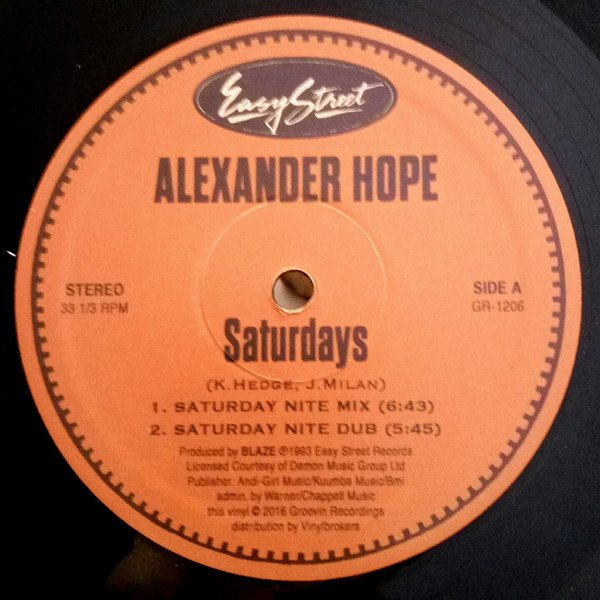 Easy Street
ALEXANDER HOPE
STEREO
33 1/3 RPM
SIDE A
GR-1206
Saturdays
(K. HEDGE, J. MILAN)
1. SATURDAY NITE MIX (6:43)
2. SATURDAY NITE DUB (5:45)
Produced by BLAZE ℗1993 Easy Street Records
Licensed Courtesy of Demon Music Group Ltd
Publisher: Andi-Girl Music/Kuumba Music/Bmi
admin. by Warner/Chappell Music
this vinyl © 2016 Groovin Recordings
distribution by Vinylbrokers